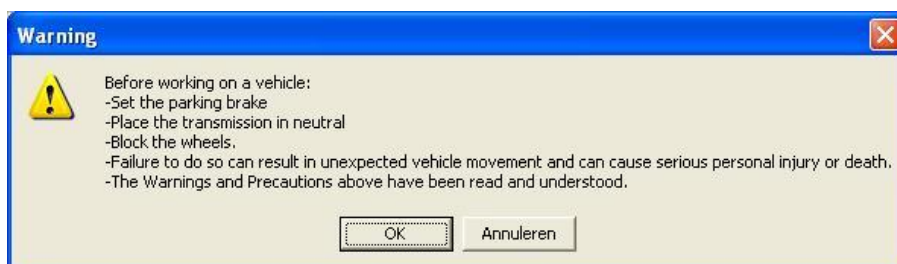 Warning
Before working on a vehicle:
-Set the parking brake
-Place the transmission in neutral
-Block the wheels.
-Failure to do so can result in unexpected vehicle movement and can cause serious personal injury or death.
-The Warnings and Precautions above have been read and understood.
OK Annuleren